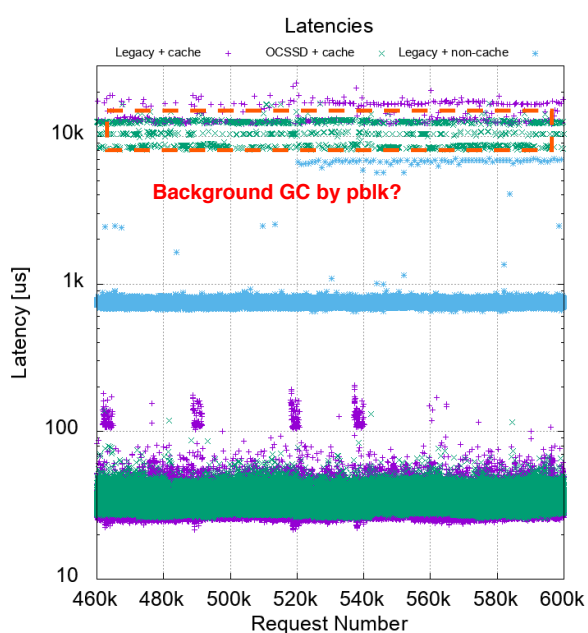 Latencies
Legacy + cache OCSSD + cache Legacy + non-cache
10k
Background GC by pblk?
1k
Latency [us]
100
10
460k 480k 500k 520k 540k 560k 580k 600k
Request Number